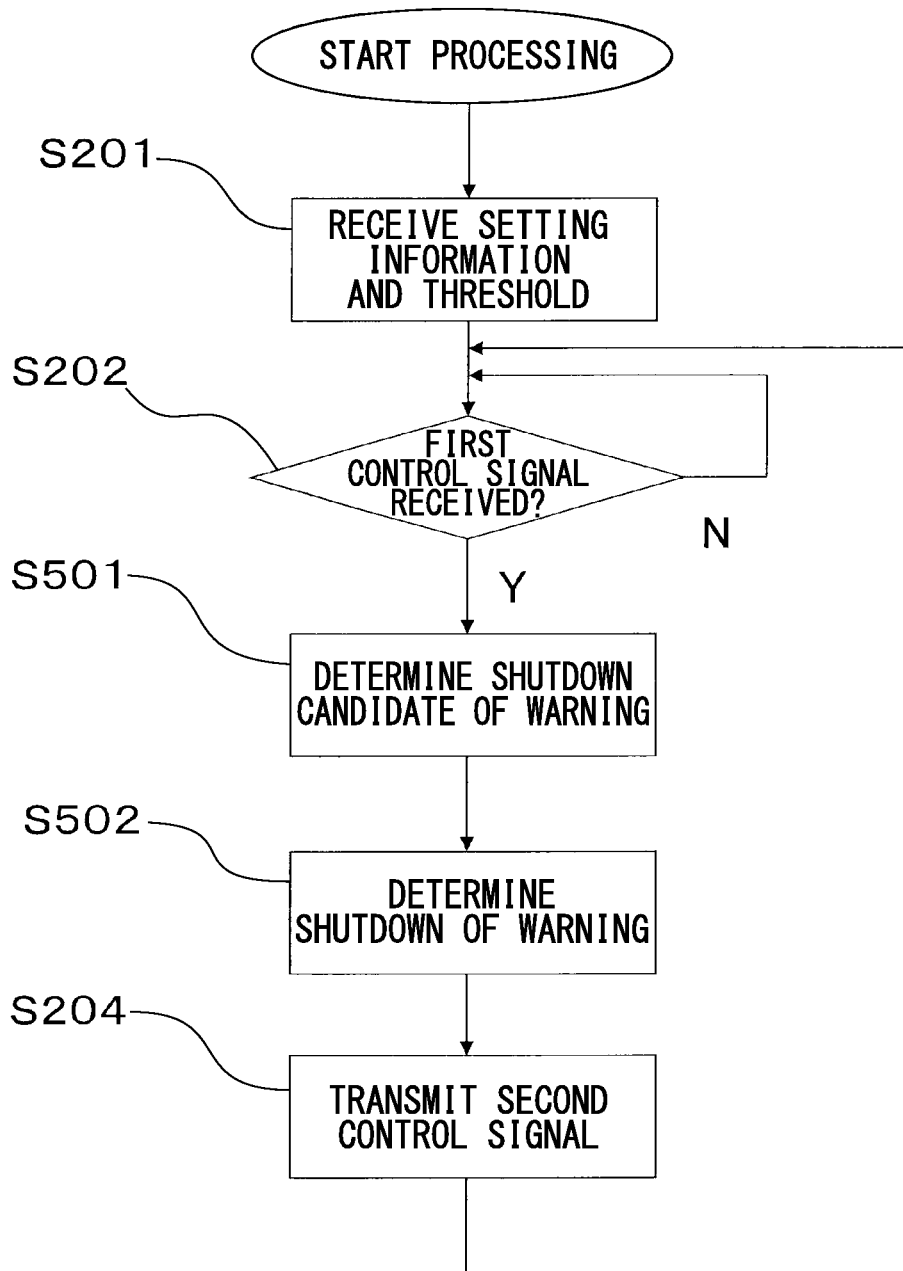 START PROCESSING
S201
RECEIVE SETTING
INFORMATION
AND THRESHOLD
S202
FIRST
CONTROL SIGNAL
RECEIVED?
N
Y
S501
DETERMINE SHUTDOWN
CANDIDATE OF WARNING
S502
DETERMINE
SHUTDOWN OF WARNING
S204
TRANSMIT SECOND
CONTROL SIGNAL